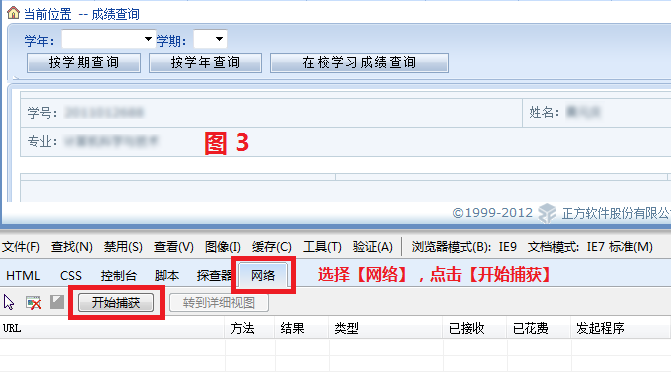 当前位置 -- 成绩查询
学年： 学期：
按学期查询 按学年查询 在校学习成绩查询
学号： 姓名：
专业：
图 3
©1999-2012 正方软件股份有限公
文件(F) 查找(N) 禁用(S) 查看(V) 图像(I) 缓存(C) 工具(T) 验证(A) 浏览器模式(B): IE9 文档模式: IE7 标准(M)
HTML CSS 控制台 脚本 探查器 网络 选择【网络】，点击【开始捕获】
开始捕获 转到详细视图
URL 方法 结果 类型 已接收 已花费 发起程序